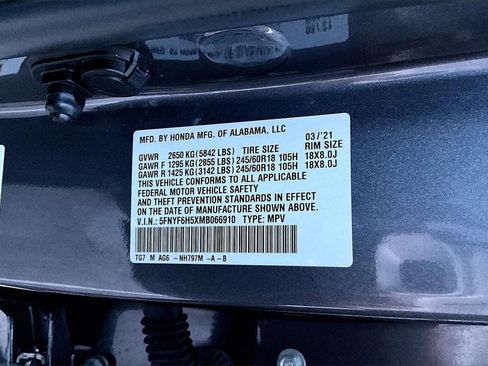 MFD. BY HONDA MFG. OF ALABAMA, LLC 03/'21
GVWR 2650 KG(5842 LBS) TIRE SIZE RIM SIZE
GAWR F 1295 KG(2855 LBS) 245/60R18 105H 18X8.0J
GAWR R 1425 KG(3142 LBS) 245/60R18 105H 18X8.0J
THIS VEHICLE CONFORMS TO ALL APPLICABLE
FEDERAL MOTOR VEHICLE SAFETY
AND THEFT PREVENTION STANDARDS IN EFFECT
ON THE DATE OF MANUFACTURE SHOWN ABOVE.
V.I.N.: 5FNYF6H5XMB066910 TYPE: MPV
TG7 M AG6 -NH797M -A-B